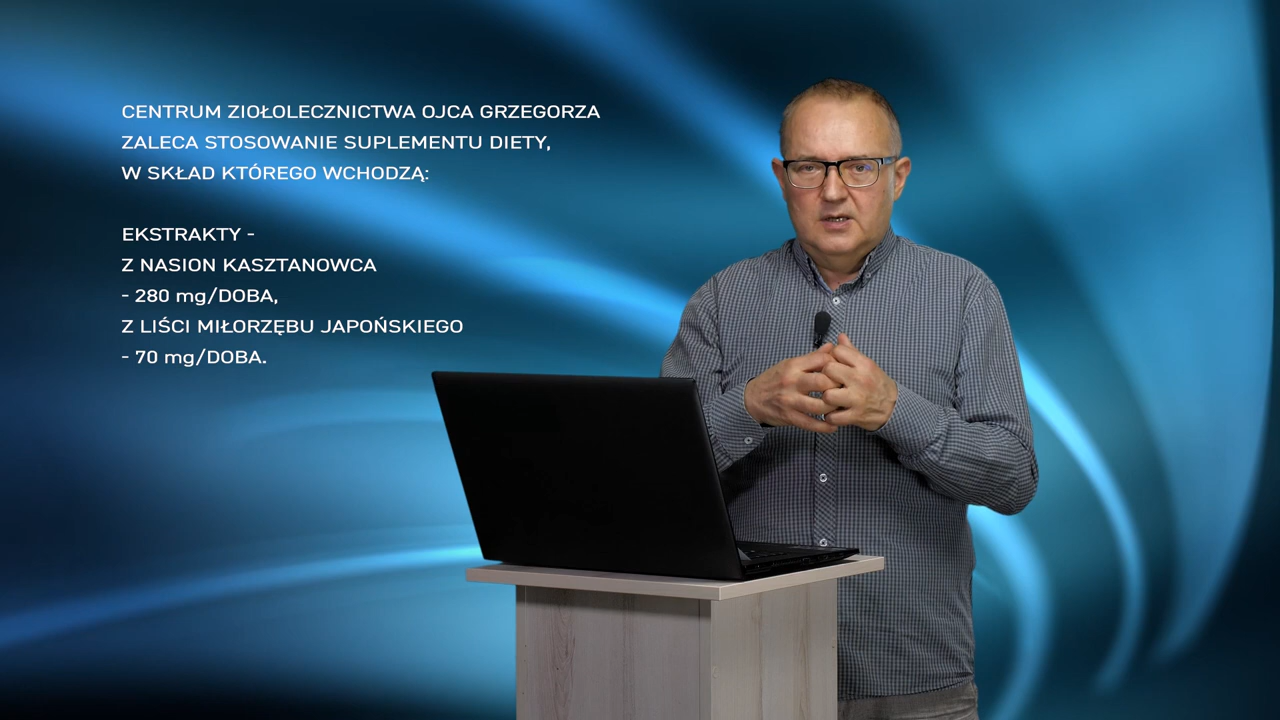 CENTRUM ZIOŁOLECZNICTWA OJCA GRZEGORZA
ZALECA STOSOWANIE SUPLEMENTU DIETY,
W SKŁAD KTÓREGO WCHODZĄ:
EKSTRAKTY -
Z NASION KASZTANOWCA
- 280 mg/DOBA,
Z LIŚCI MIŁORZĘBU JAPOŃSKIEGO
- 70 mg/DOBA.